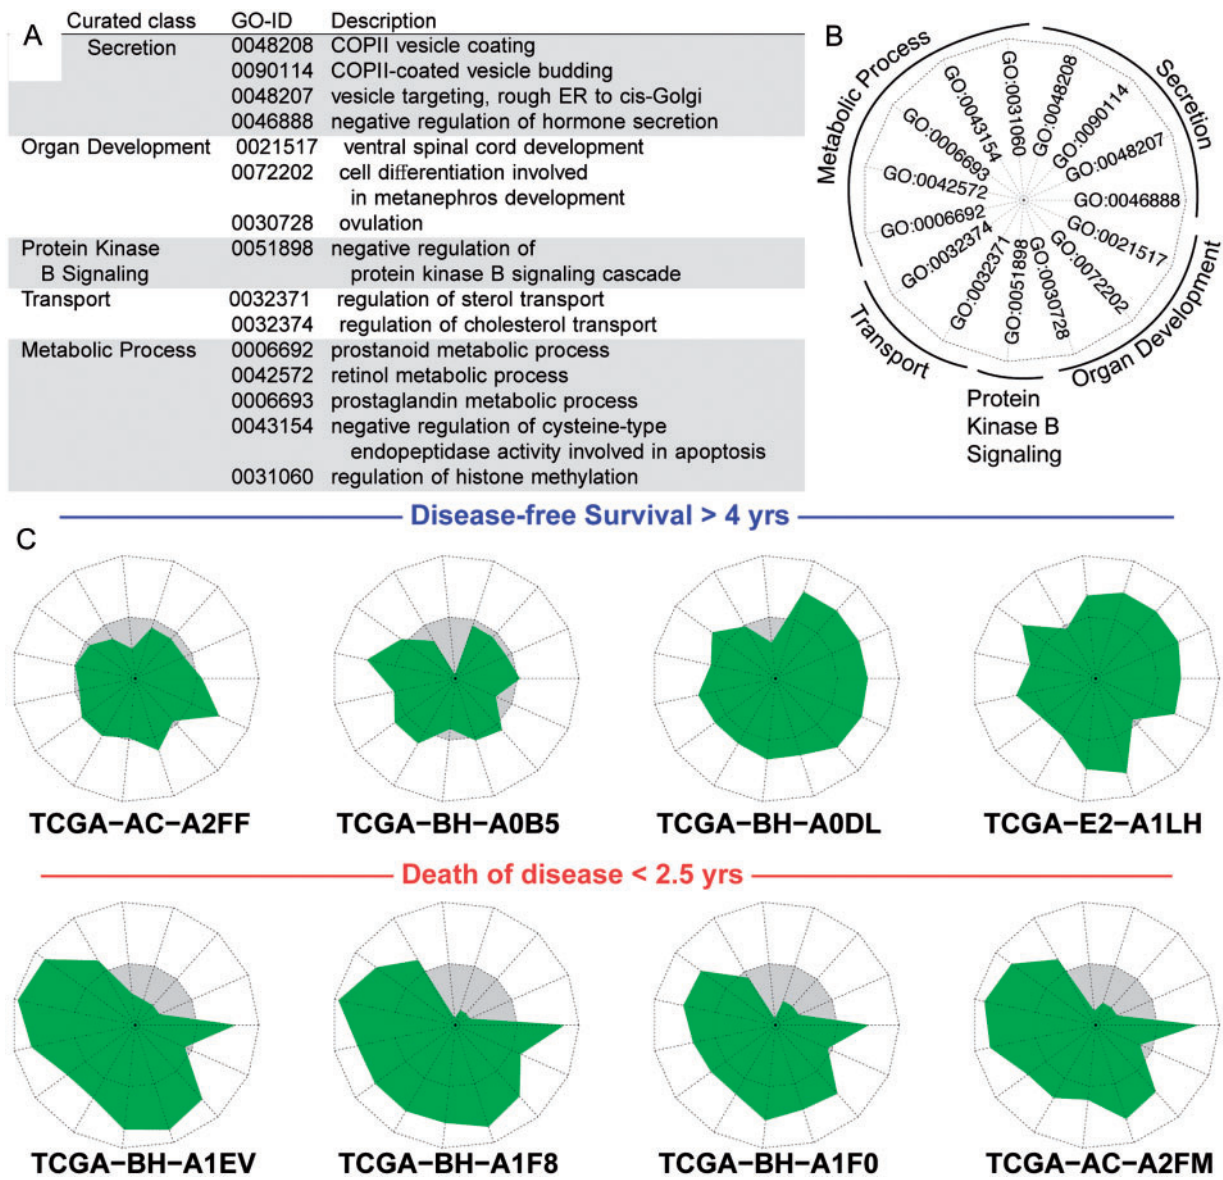 A
Curated class GO-ID Description
Secretion 0048208 COPII vesicle coating
0090114 COPII-coated vesicle budding
0048207 vesicle targeting, rough ER to cis-Golgi
0046888 negative regulation of hormone secretion
Organ Development 0021517 ventral spinal cord development
0072202 cell differentiation involved
in metanephros development
0030728 ovulation
Protein Kinase 0051898 negative regulation of
B Signaling protein kinase B signaling cascade
Transport 0032371 regulation of sterol transport
0032374 regulation of cholesterol transport
Metabolic Process 0006692 prostanoid metabolic process
0042572 retinol metabolic process
0006693 prostaglandin metabolic process
0043154 negative regulation of cysteine-type
endopeptidase activity involved in apoptosis
0031060 regulation of histone methylation
B
Metabolic Process
Secretion
Organ Development
Protein
Kinase B
Signaling
Transport
GO:0048208
GO:0090114
GO:0048207
GO:0046888
GO:0021517
GO:0072202
GO:0030728
GO:0051898
GO:0032371
GO:0032374
GO:0006692
GO:0042572
GO:0006693
GO:0043154
GO:0031060
Disease-free Survival > 4 yrs
C
TCGA-AC-A2FF TCGA-BH-A0B5 TCGA-BH-A0DL TCGA-E2-A1LH
Death of disease < 2.5 yrs
TCGA-BH-A1EV TCGA-BH-A1F8 TCGA-BH-A1F0 TCGA-AC-A2FM